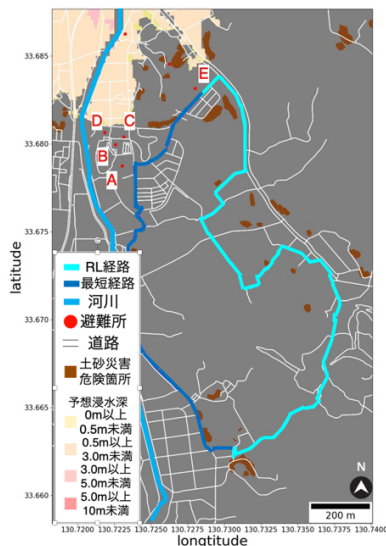 33.685
33.680
33.675
33.670
33.665
33.660
latitude
E
D
C
B
A
RL経路
最短経路
河川
避難所
道路
土砂災害
危険箇所
予想浸水深
0m以上
0.5m未満
0.5m以上
3.0m未満
3.0m以上
5.0m未満
5.0m以上
10m未満
N
200 m
130.7200 130.7225 130.7250 130.7275 130.7300 130.7325 130.7350 130.7375 130.7400
longtitude